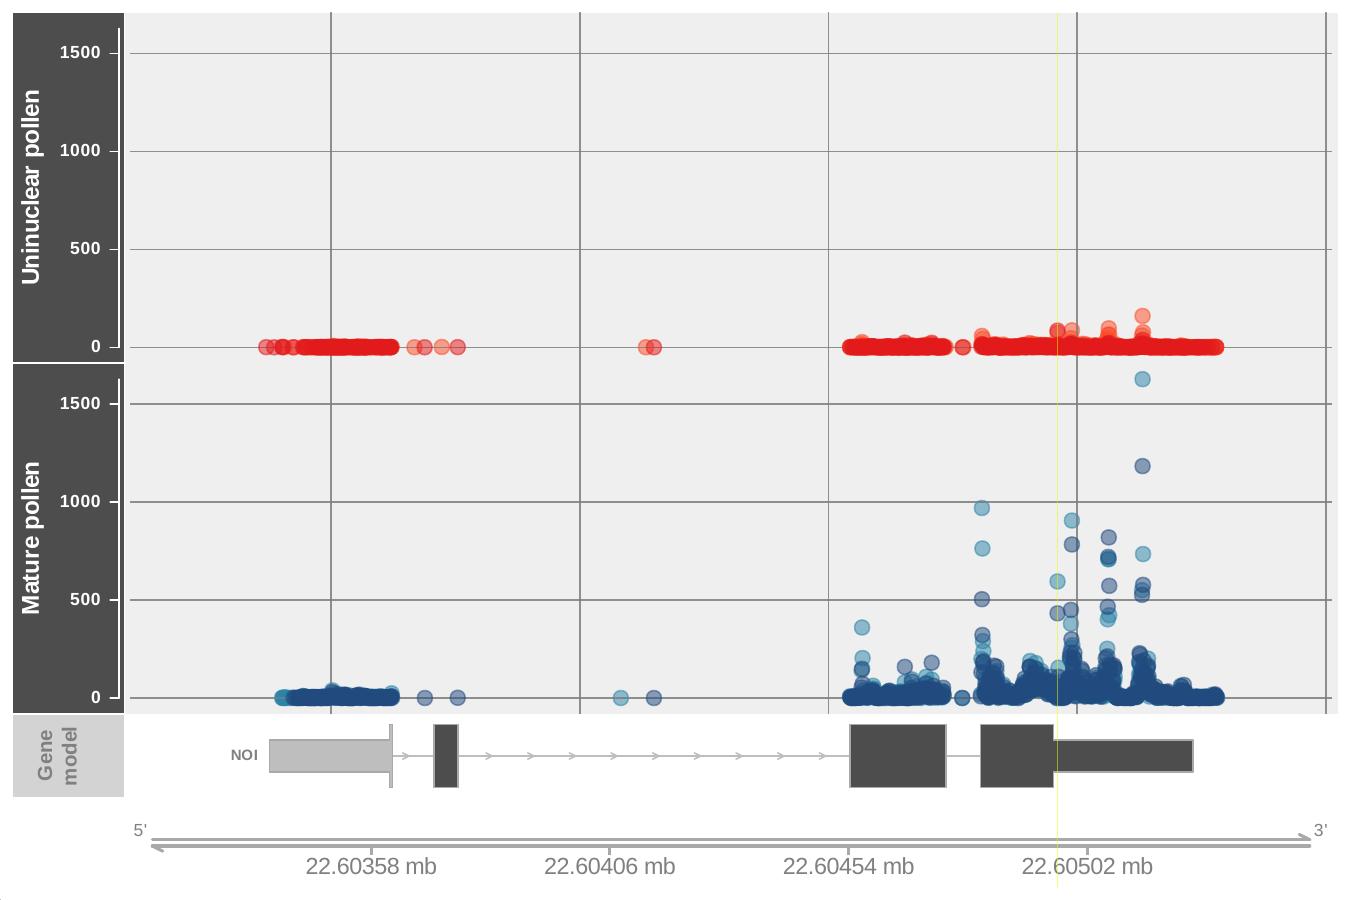 Uninuclear pollen
1500
1000
500
0
Mature pollen
1500
1000
500
0
Gene
model
NOI
5'
3'
22.60358 mb
22.60406 mb
22.60454 mb
22.60502 mb